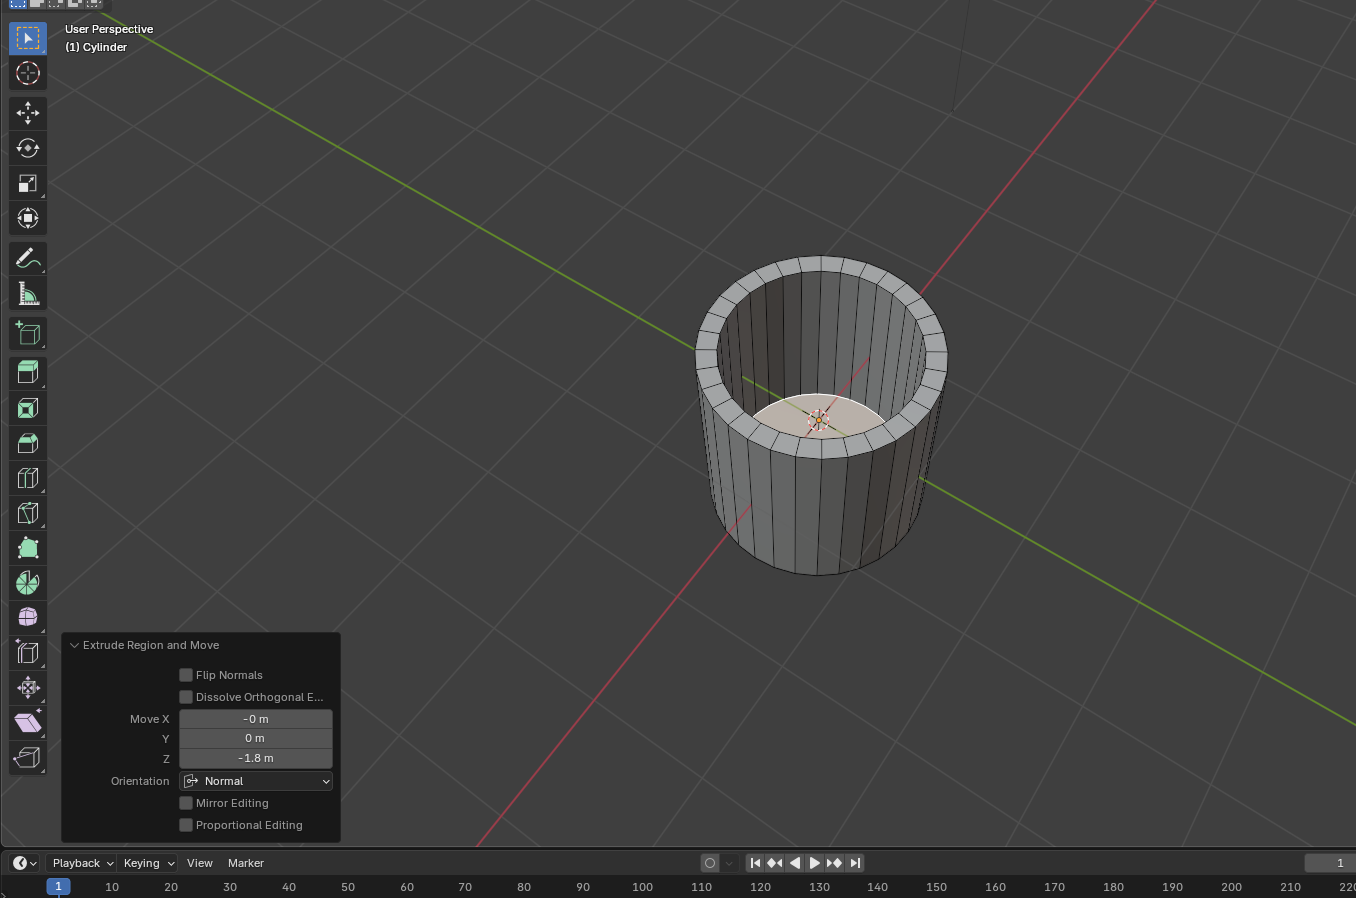 User Perspective
(1) Cylinder
Extrude Region and Move
Flip Normals
Dissolve Orthogonal E...
Move X -0 m
Y 0 m
Z -1.8 m
Orientation Normal
Mirror Editing
Proportional Editing
Playback Keying View Marker 1
1 10 20 30 40 50 60 70 80 90 100 110 120 130 140 150 160 170 180 190 200 210 220